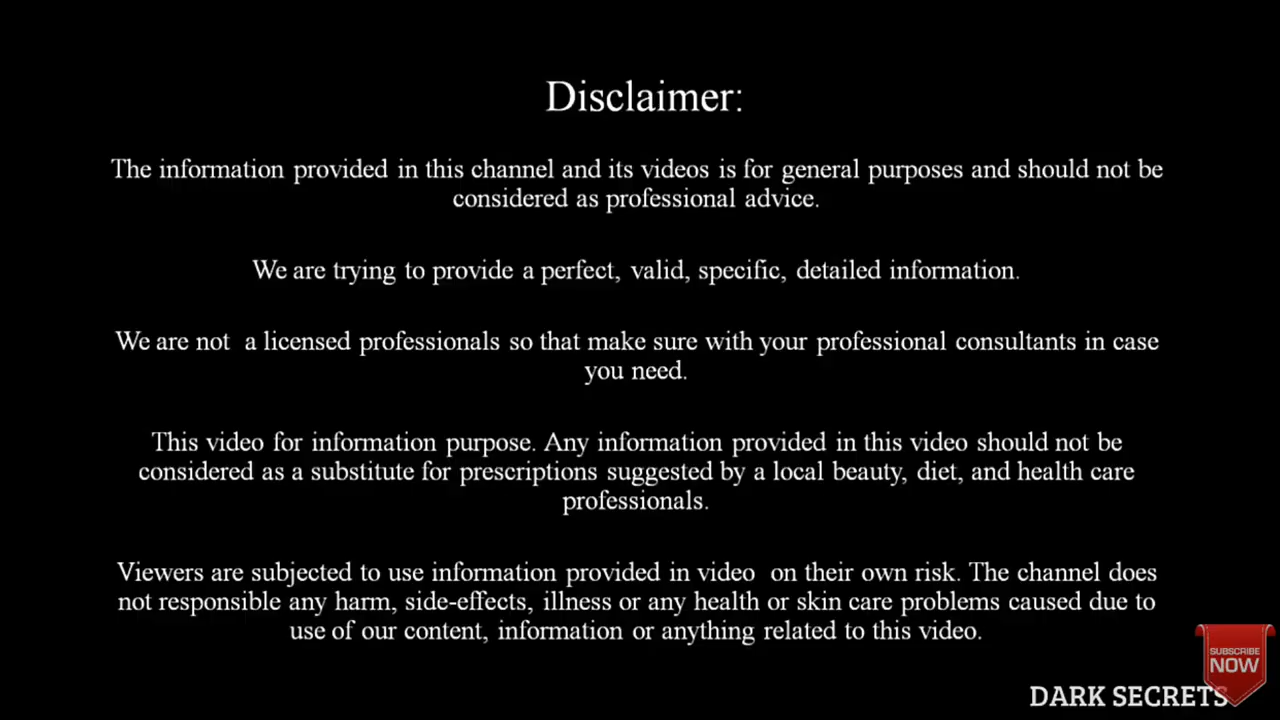 Disclaimer:
The information provided in this channel and its videos is for general purposes and should not be
considered as professional advice.
We are trying to provide a perfect, valid, specific, detailed information.
We are not a licensed professionals so that make sure with your professional consultants in case
you need.
This video for information purpose. Any information provided in this video should not be
considered as a substitute for prescriptions suggested by a local beauty, diet, and health care
professionals.
Viewers are subjected to use information provided in video on their own risk. The channel does
not responsible any harm, side-effects, illness or any health or skin care problems caused due to
use of our content, information or anything related to this video.
SUBSCRIBE
NOW
DARK SECRETS